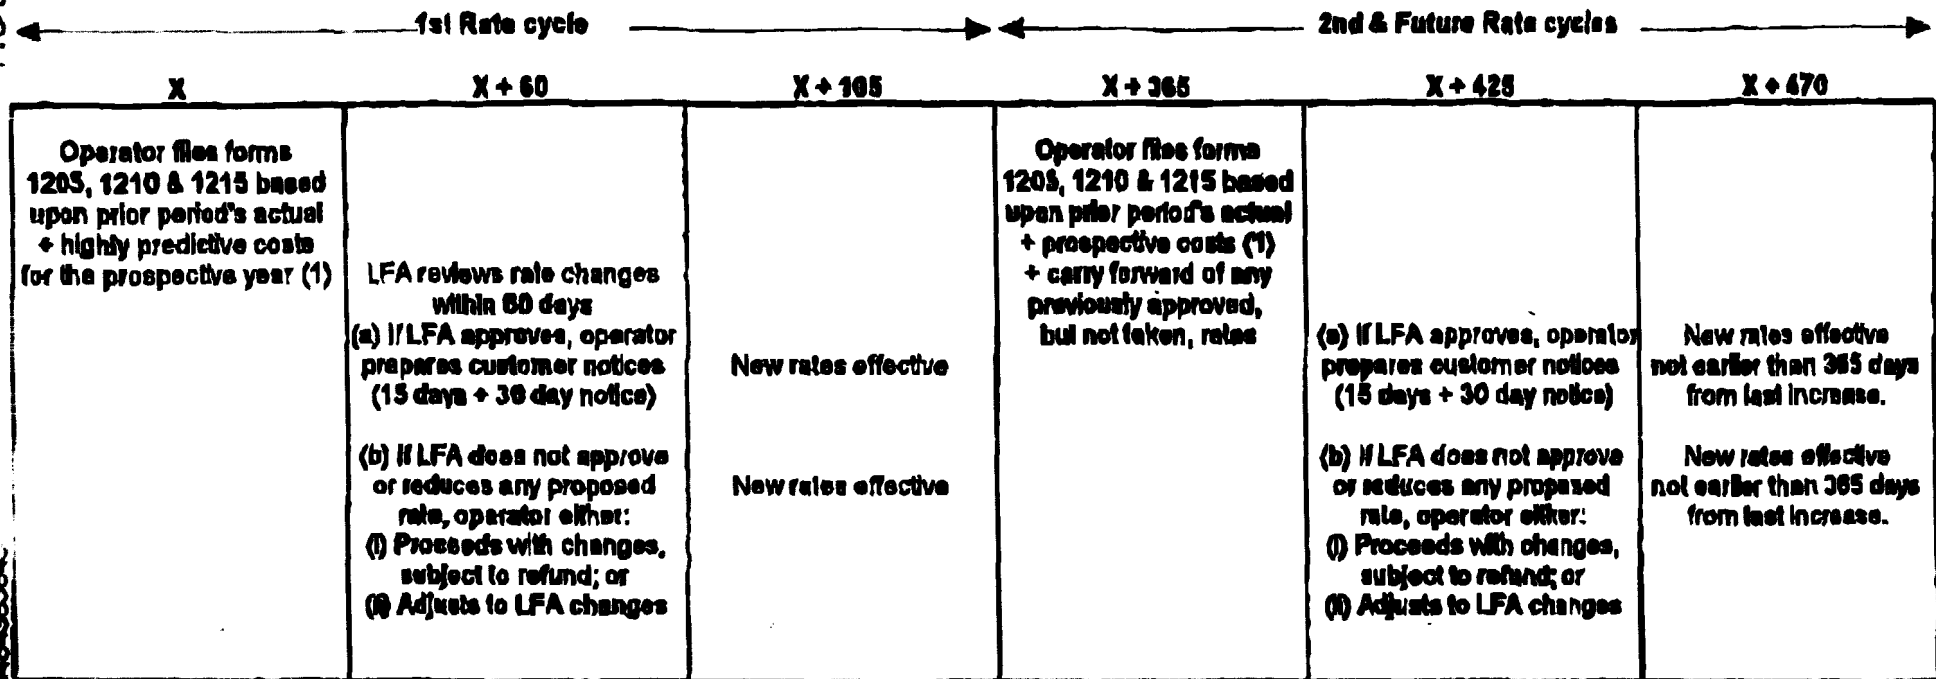 1st Rate cycle
2nd & Future Rate cycles
X
X + 60
X + 105
X + 365
X + 425
X + 470
Operator files forms
1205, 1210 & 1215 based
upon prior period's actual
+ highly predictive costs
for the prospective year (1)
LFA reviews rate changes
within 60 days
(a) If LFA approves, operator
prepares customer notices
(15 days + 30 day notice)
(b) If LFA does not approve
or reduces any proposed
rate, operator either:
(i) Proceeds with changes,
subject to refund; or
(ii) Adjusts to LFA changes
New rates effective
New rates effective
Operator files forms
1205, 1210 & 1215 based
upon prior period's actual
+ prospective costs (1)
+ carry forward of any
previously approved,
but not taken, rates
(a) If LFA approves, operator
prepares customer notices
(15 days + 30 day notice)
(b) If LFA does not approve
or reduces any proposed
rate, operator either:
(i) Proceeds with changes,
subject to refund; or
(ii) Adjusts to LFA changes
New rates effective
not earlier than 365 days
from last increase.
New rates effective
not earlier than 365 days
from last increase.